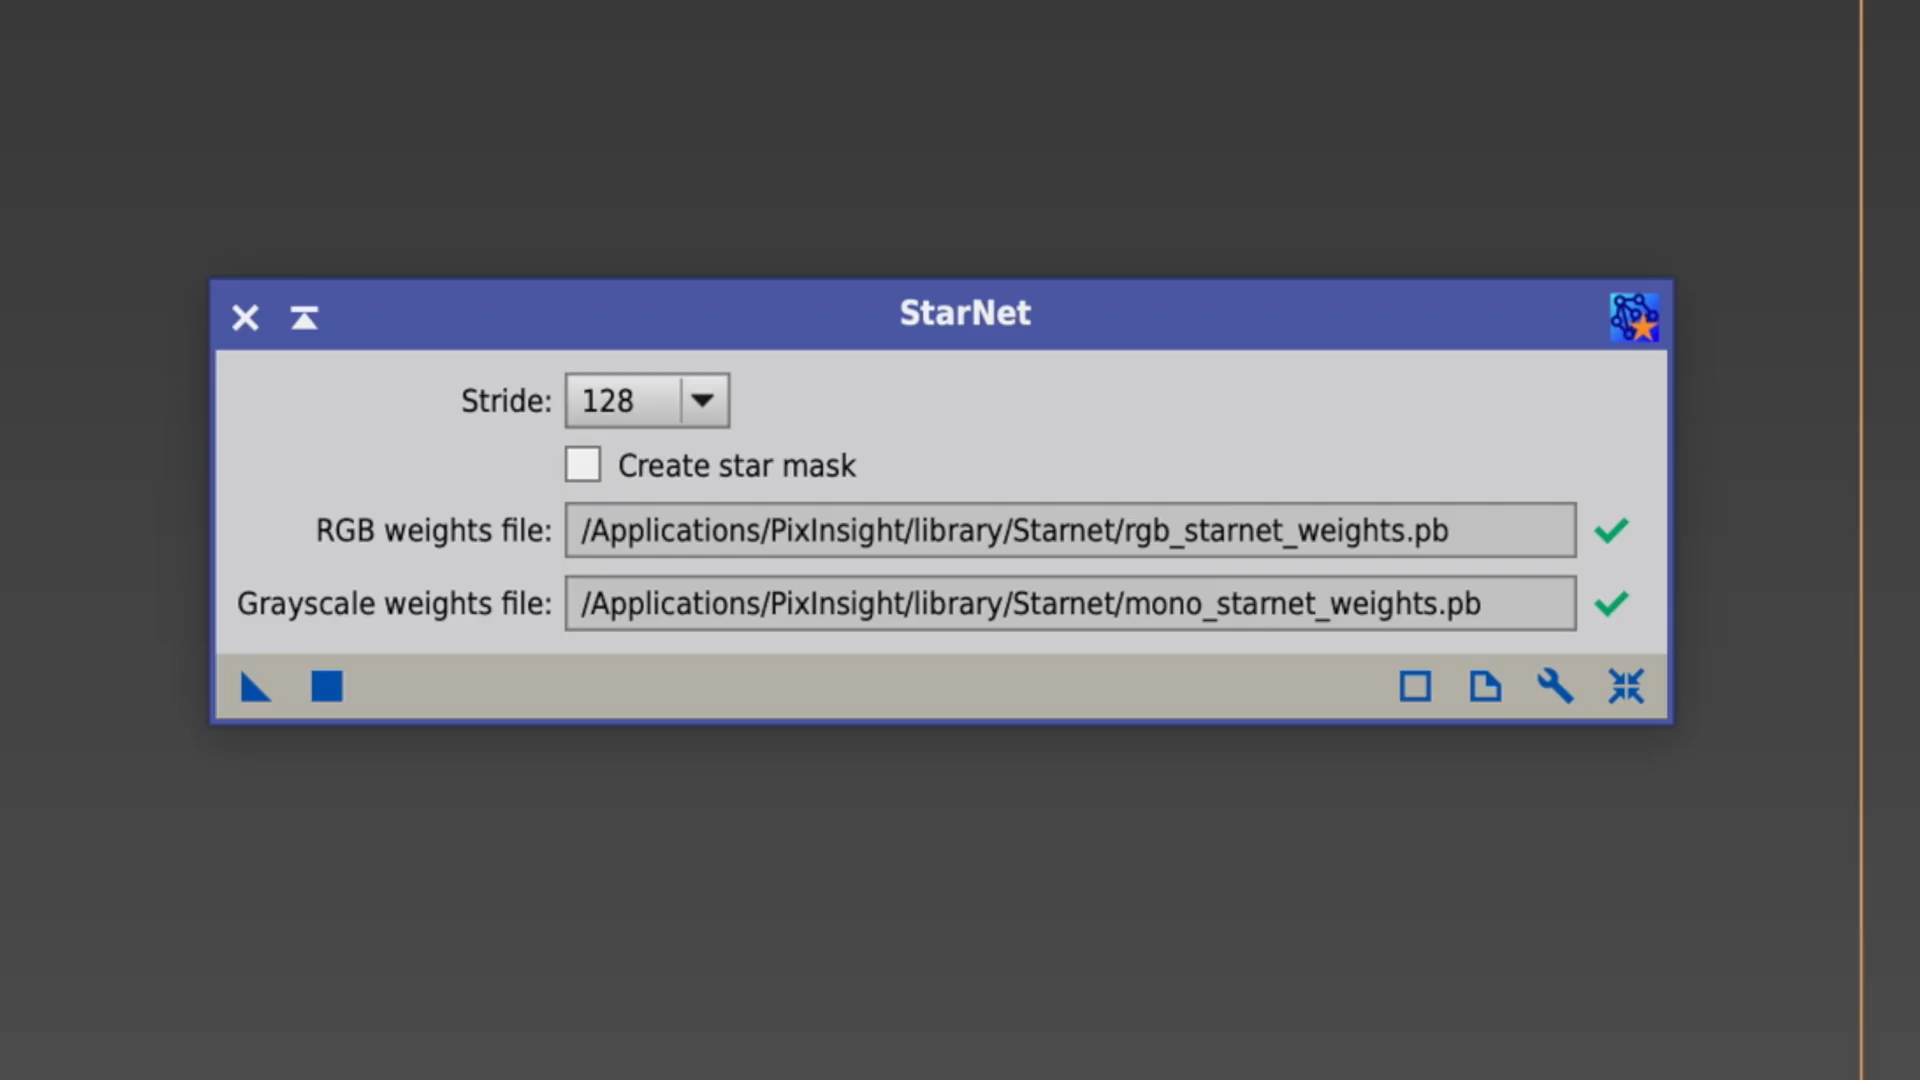 StarNet
Stride: 128
Create star mask
RGB weights file: /Applications/PixInsight/library/Starnet/rgb_starnet_weights.pb
Grayscale weights file: /Applications/PixInsight/library/Starnet/mono_starnet_weights.pb